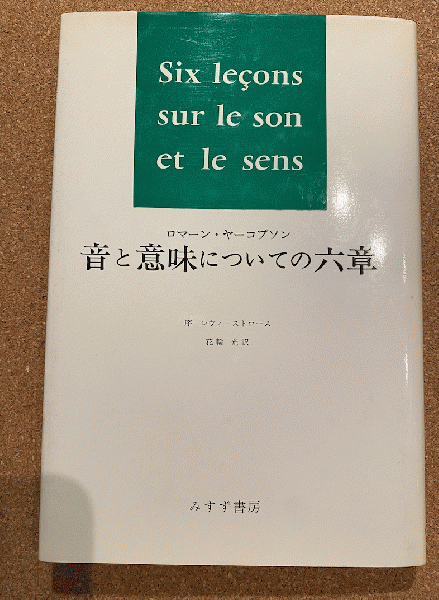 Six leçons
sur le son
et le sens
ロマーン・ヤーコブソン
音と意味についての六章
序 レヴィ=ストロース
花輪 光訳
みすず書房